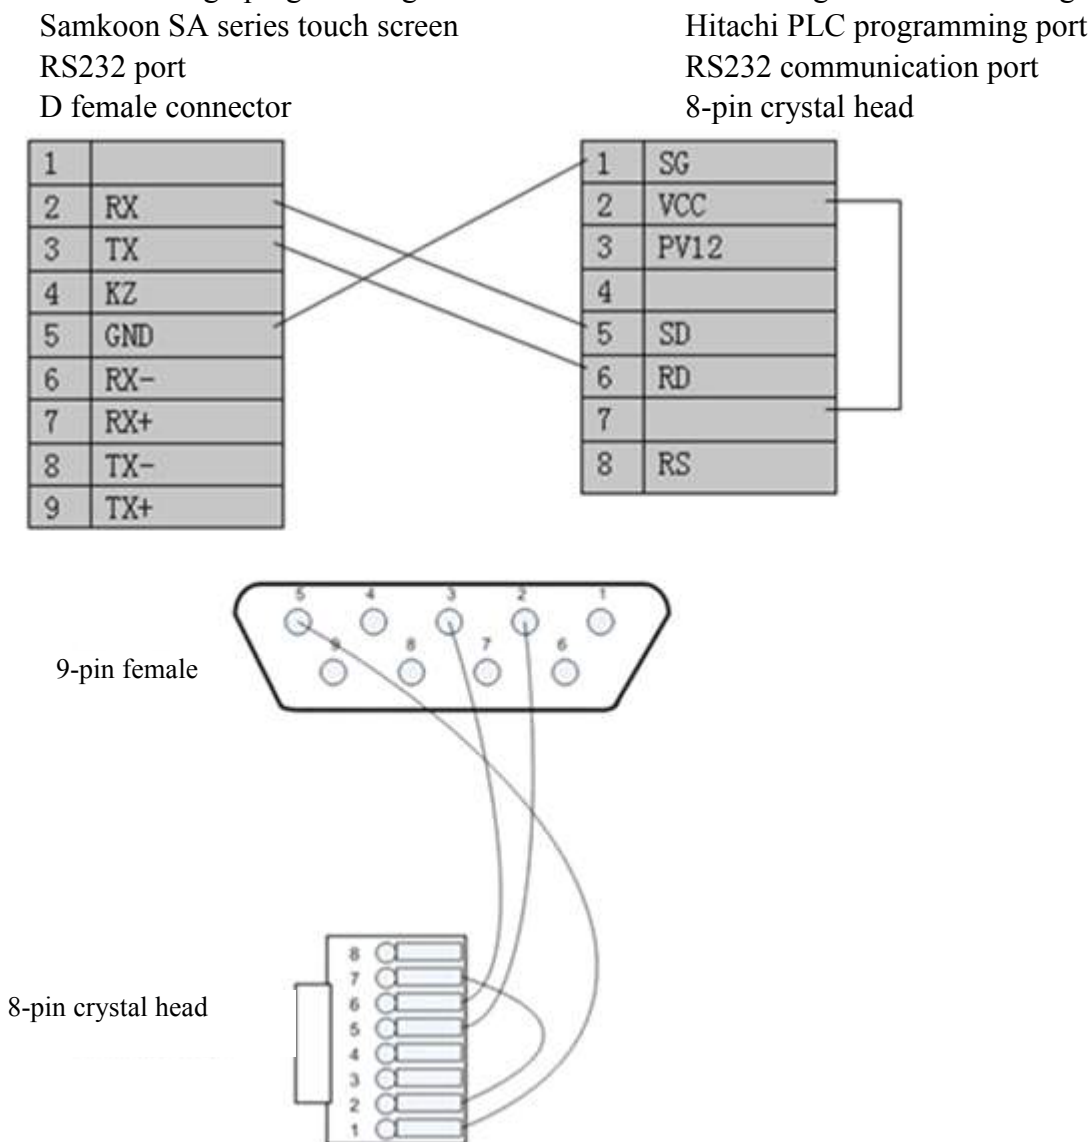 Samkoon SA series touch screen
Hitachi PLC programming port
RS232 port
RS232 communication port
D female connector
8-pin crystal head
1
2 RX
3 TX
4 KZ
5 GND
6 RX-
7 RX+
8 TX-
9 TX+
1 SG
2 VCC
3 PV12
4
5 SD
6 RD
7
8 RS
5 4 3 2 1
9 8 7 6
9-pin female
8-pin crystal head
8
7
6
5
4
3
2
1